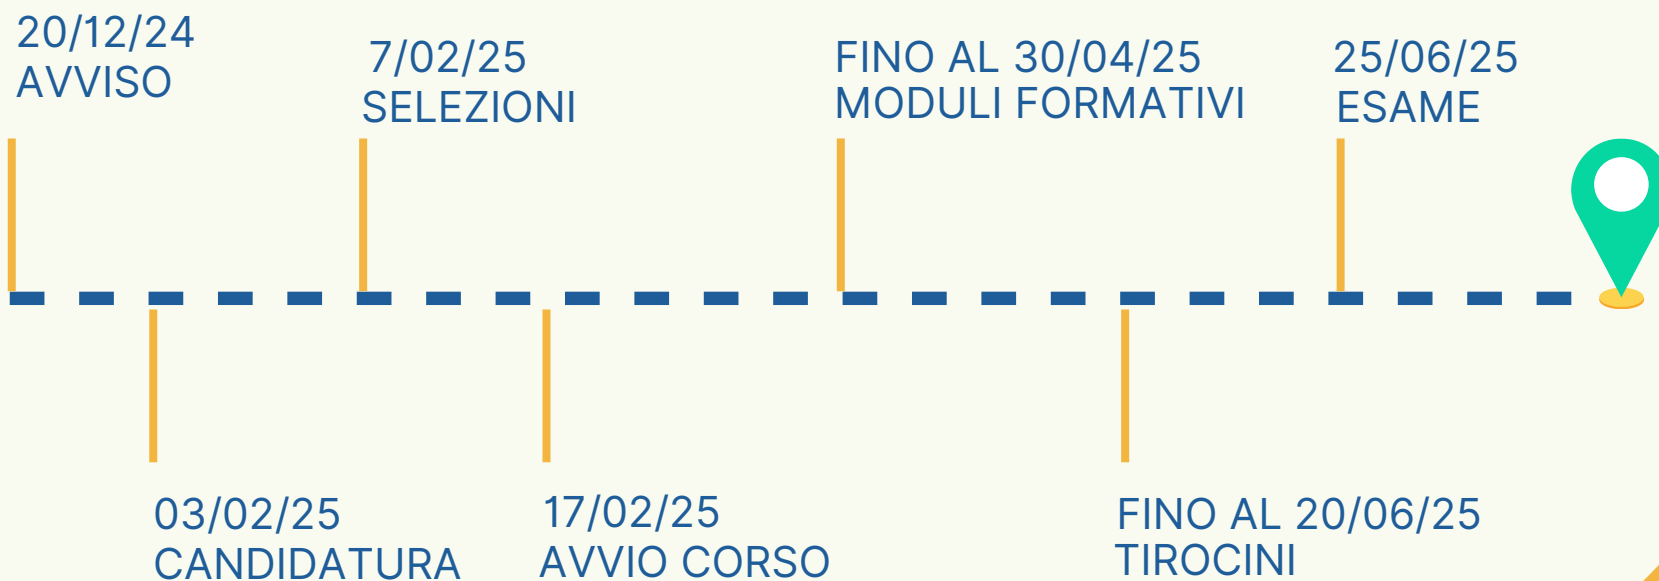 20/12/24
AVVISO
7/02/25
SELEZIONI
FINO AL 30/04/25
MODULI FORMATIVI
25/06/25
ESAME
03/02/25
CANDIDATURA
17/02/25
AVVIO CORSO
FINO AL 20/06/25
TIROCINI